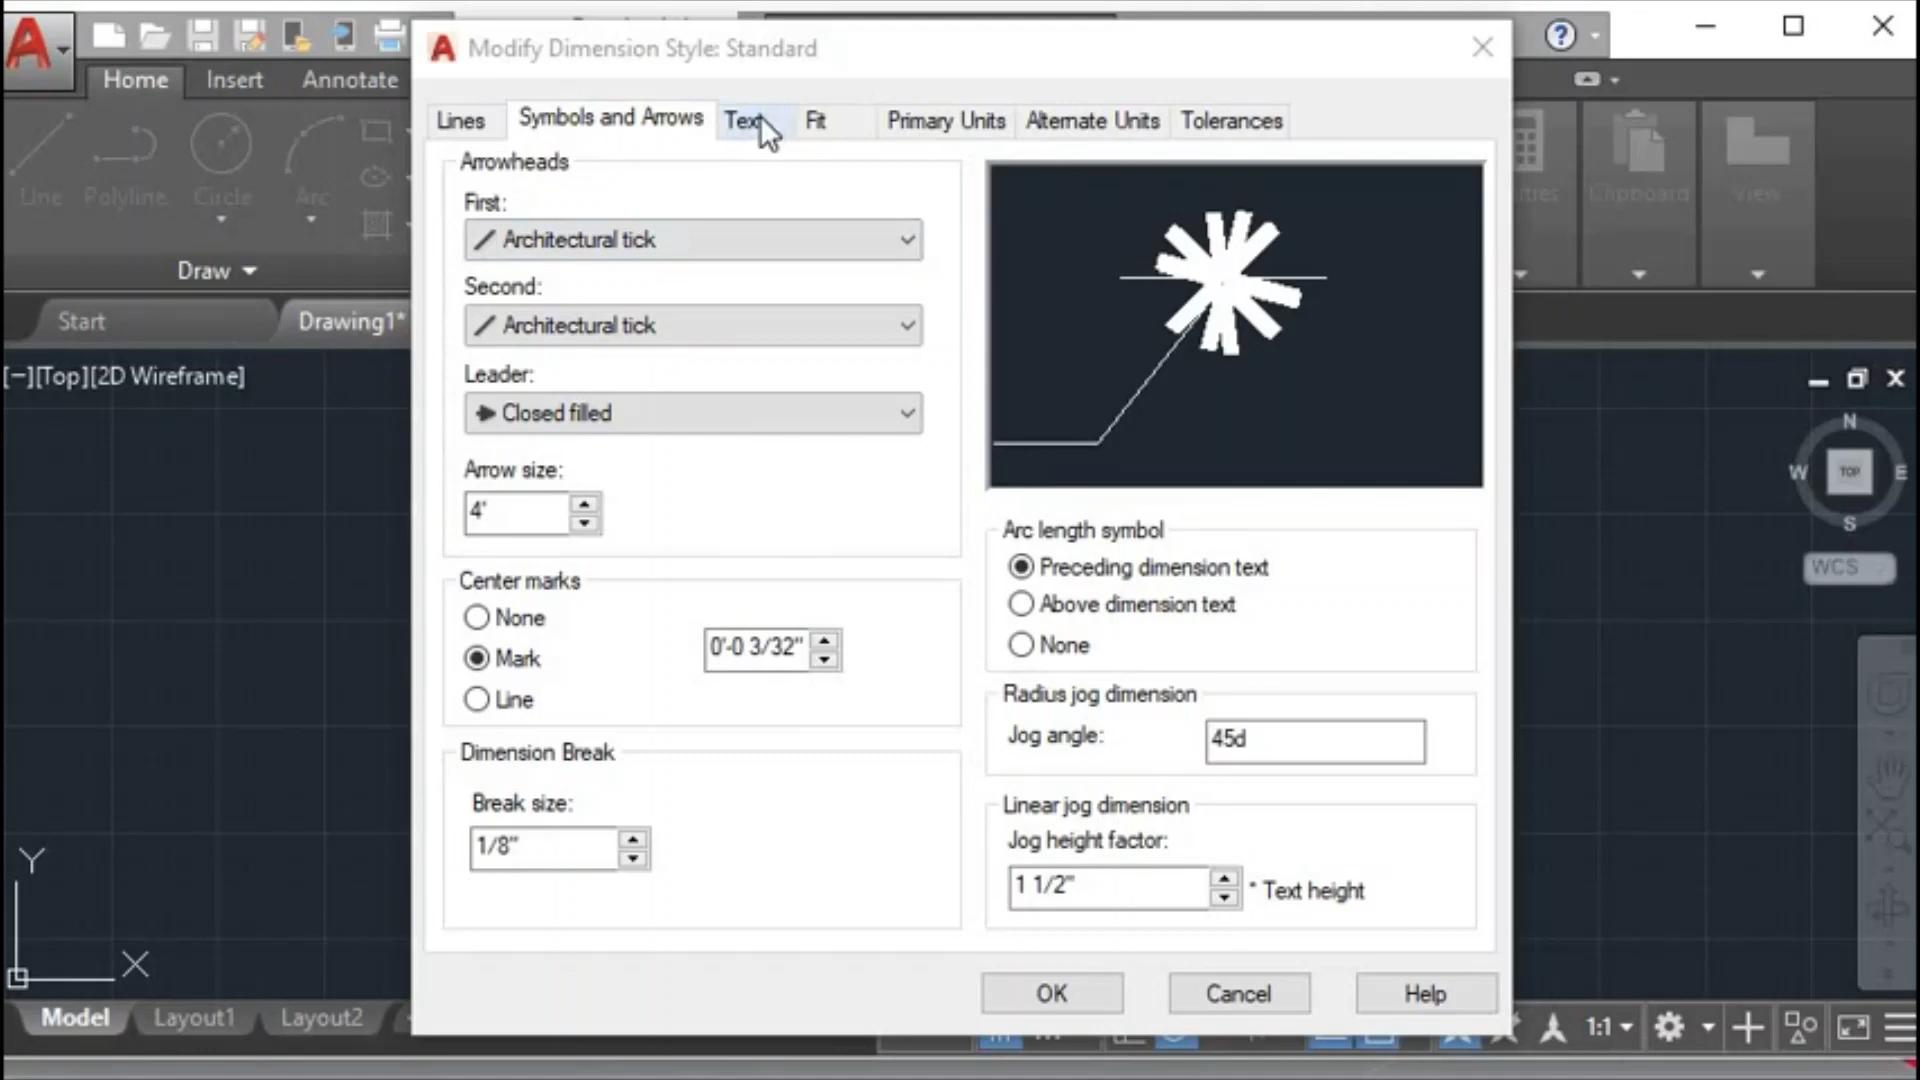 Modify Dimension Style: Standard
Home Insert Annotate
Lines Symbols and Arrows Text Fit Primary Units Alternate Units Tolerances
Line Polyline Circle Arc
Draw
Clipboard View
Start Drawing1*
[−][Top][2D Wireframe]
Arrowheads
First:
Architectural tick
Second:
Architectural tick
Leader:
Closed filled
Arrow size:
4'
Center marks
None
Mark
Line
0'-0 3/32"
Dimension Break
Break size:
1/8"
Arc length symbol
Preceding dimension text
Above dimension text
None
Radius jog dimension
Jog angle:
45d
Linear jog dimension
Jog height factor:
1 1/2"
* Text height
OK Cancel Help
N
W TOP E
S
WCS
Y
X
Model Layout1 Layout2
1:1